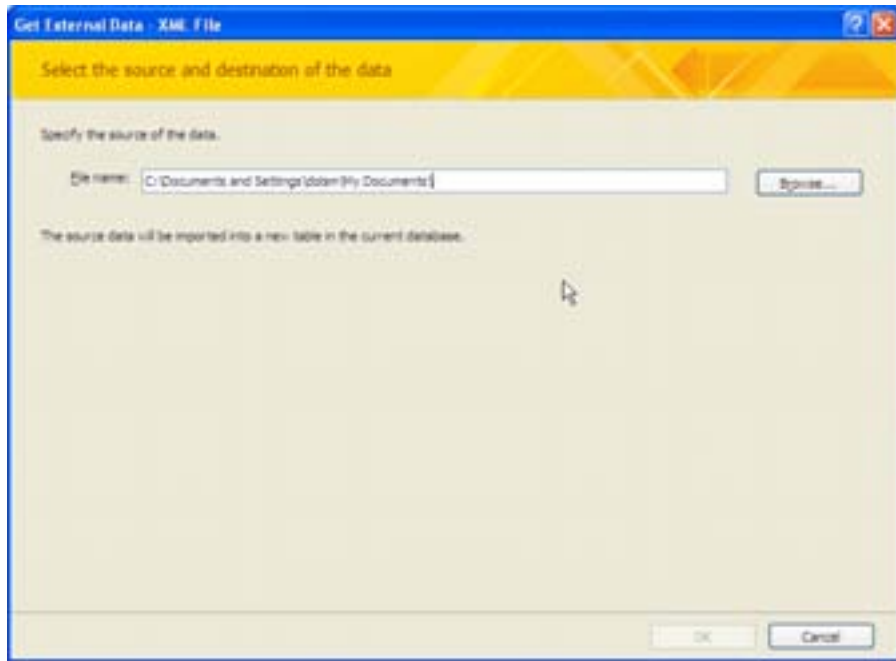 Get External Data - XML File
Select the source and destination of the data
Specify the source of the data.
File name: C:\Documents and Settings\ \My Documents\ Browse...
The source data will be imported into a new table in the current database.
OK Cancel